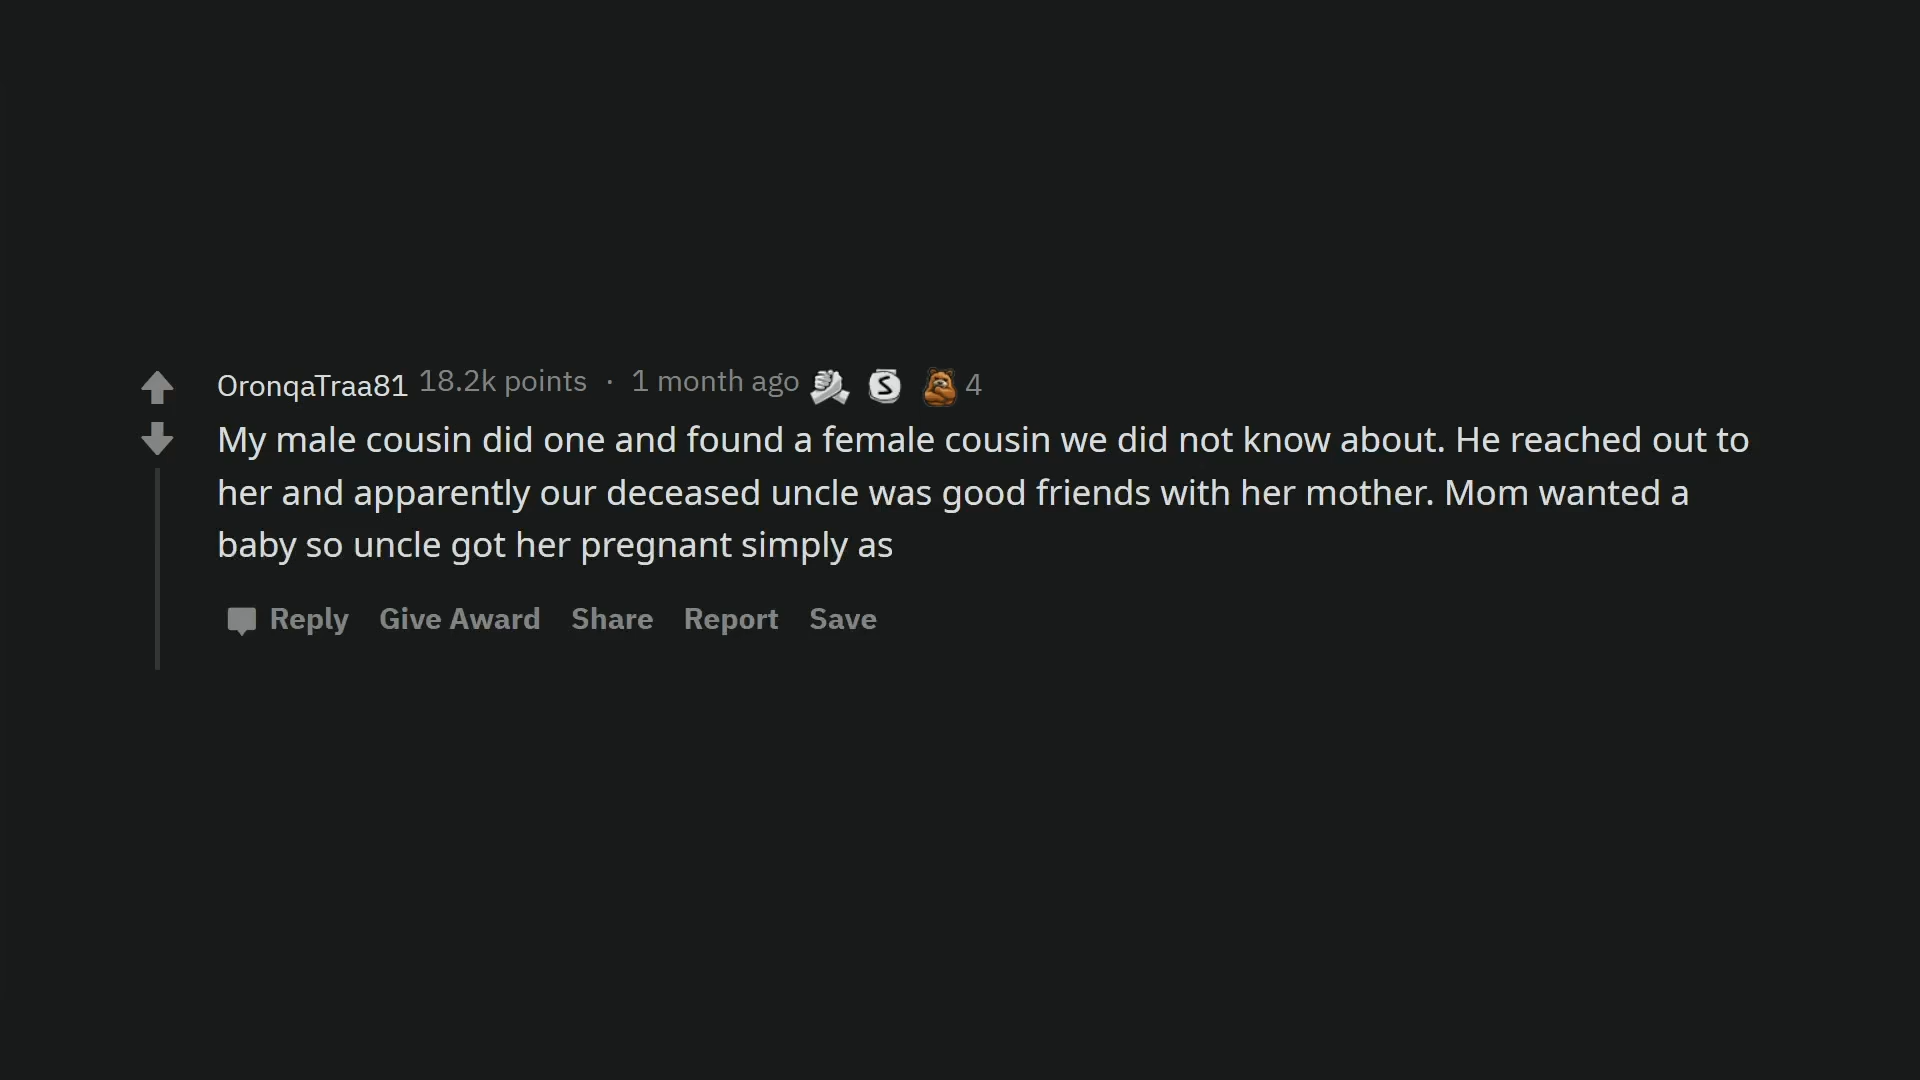 OronqaTraa81 18.2k points · 1 month ago S 4
My male cousin did one and found a female cousin we did not know about. He reached out to
her and apparently our deceased uncle was good friends with her mother. Mom wanted a
baby so uncle got her pregnant simply as
Reply Give Award Share Report Save